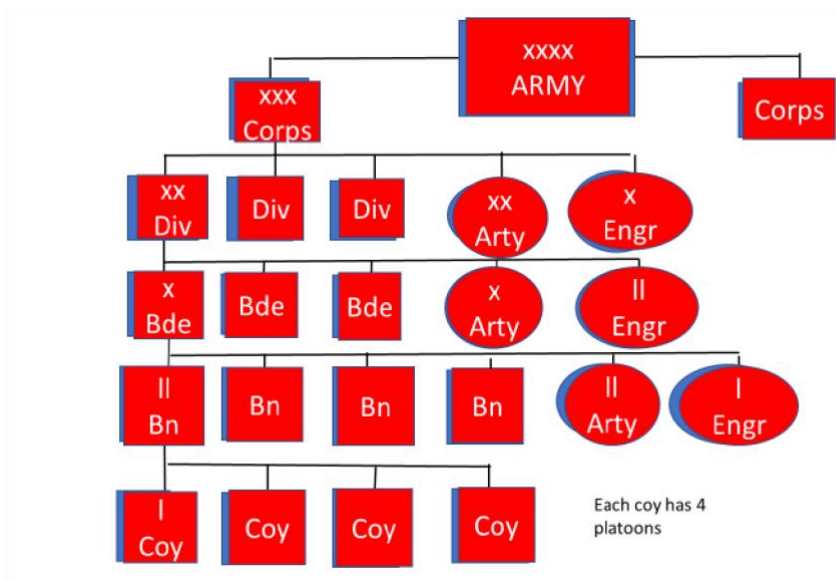 xxxx
ARMY
xxx
Corps
Corps
xx
Div
Div
Div
xx
Arty
x
Engr
x
Bde
Bde
Bde
x
Arty
II
Engr
II
Bn
Bn
Bn
Bn
II
Arty
I
Engr
I
Coy
Coy
Coy
Coy
Each coy has 4
platoons